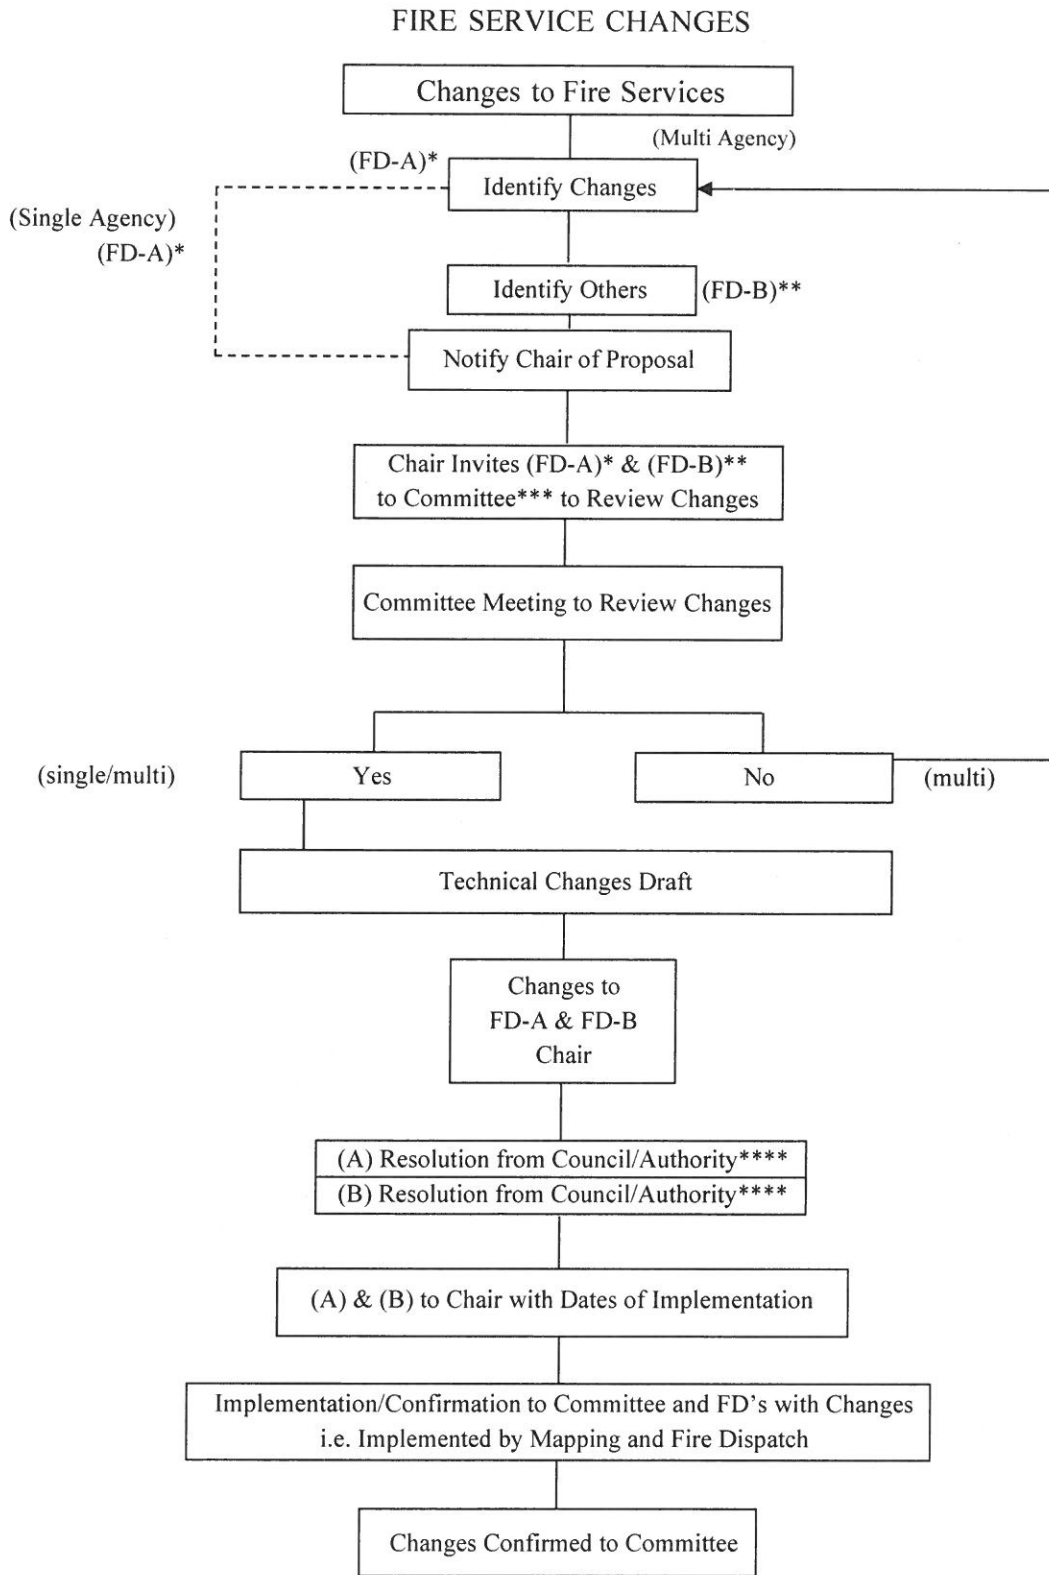 FIRE SERVICE CHANGES
Changes to Fire Services
(Multi Agency)
(FD-A)*
Identify Changes
(Single Agency)
(FD-A)*
Identify Others
(FD-B)**
Notify Chair of Proposal
Chair Invites (FD-A)* & (FD-B)**
to Committee*** to Review Changes
Committee Meeting to Review Changes
(single/multi)
Yes
No
(multi)
Technical Changes Draft
Changes to
FD-A & FD-B
Chair
(A) Resolution from Council/Authority****
(B) Resolution from Council/Authority****
(A) & (B) to Chair with Dates of Implementation
Implementation/Confirmation to Committee and FD’s with Changes
i.e. Implemented by Mapping and Fire Dispatch
Changes Confirmed to Committee